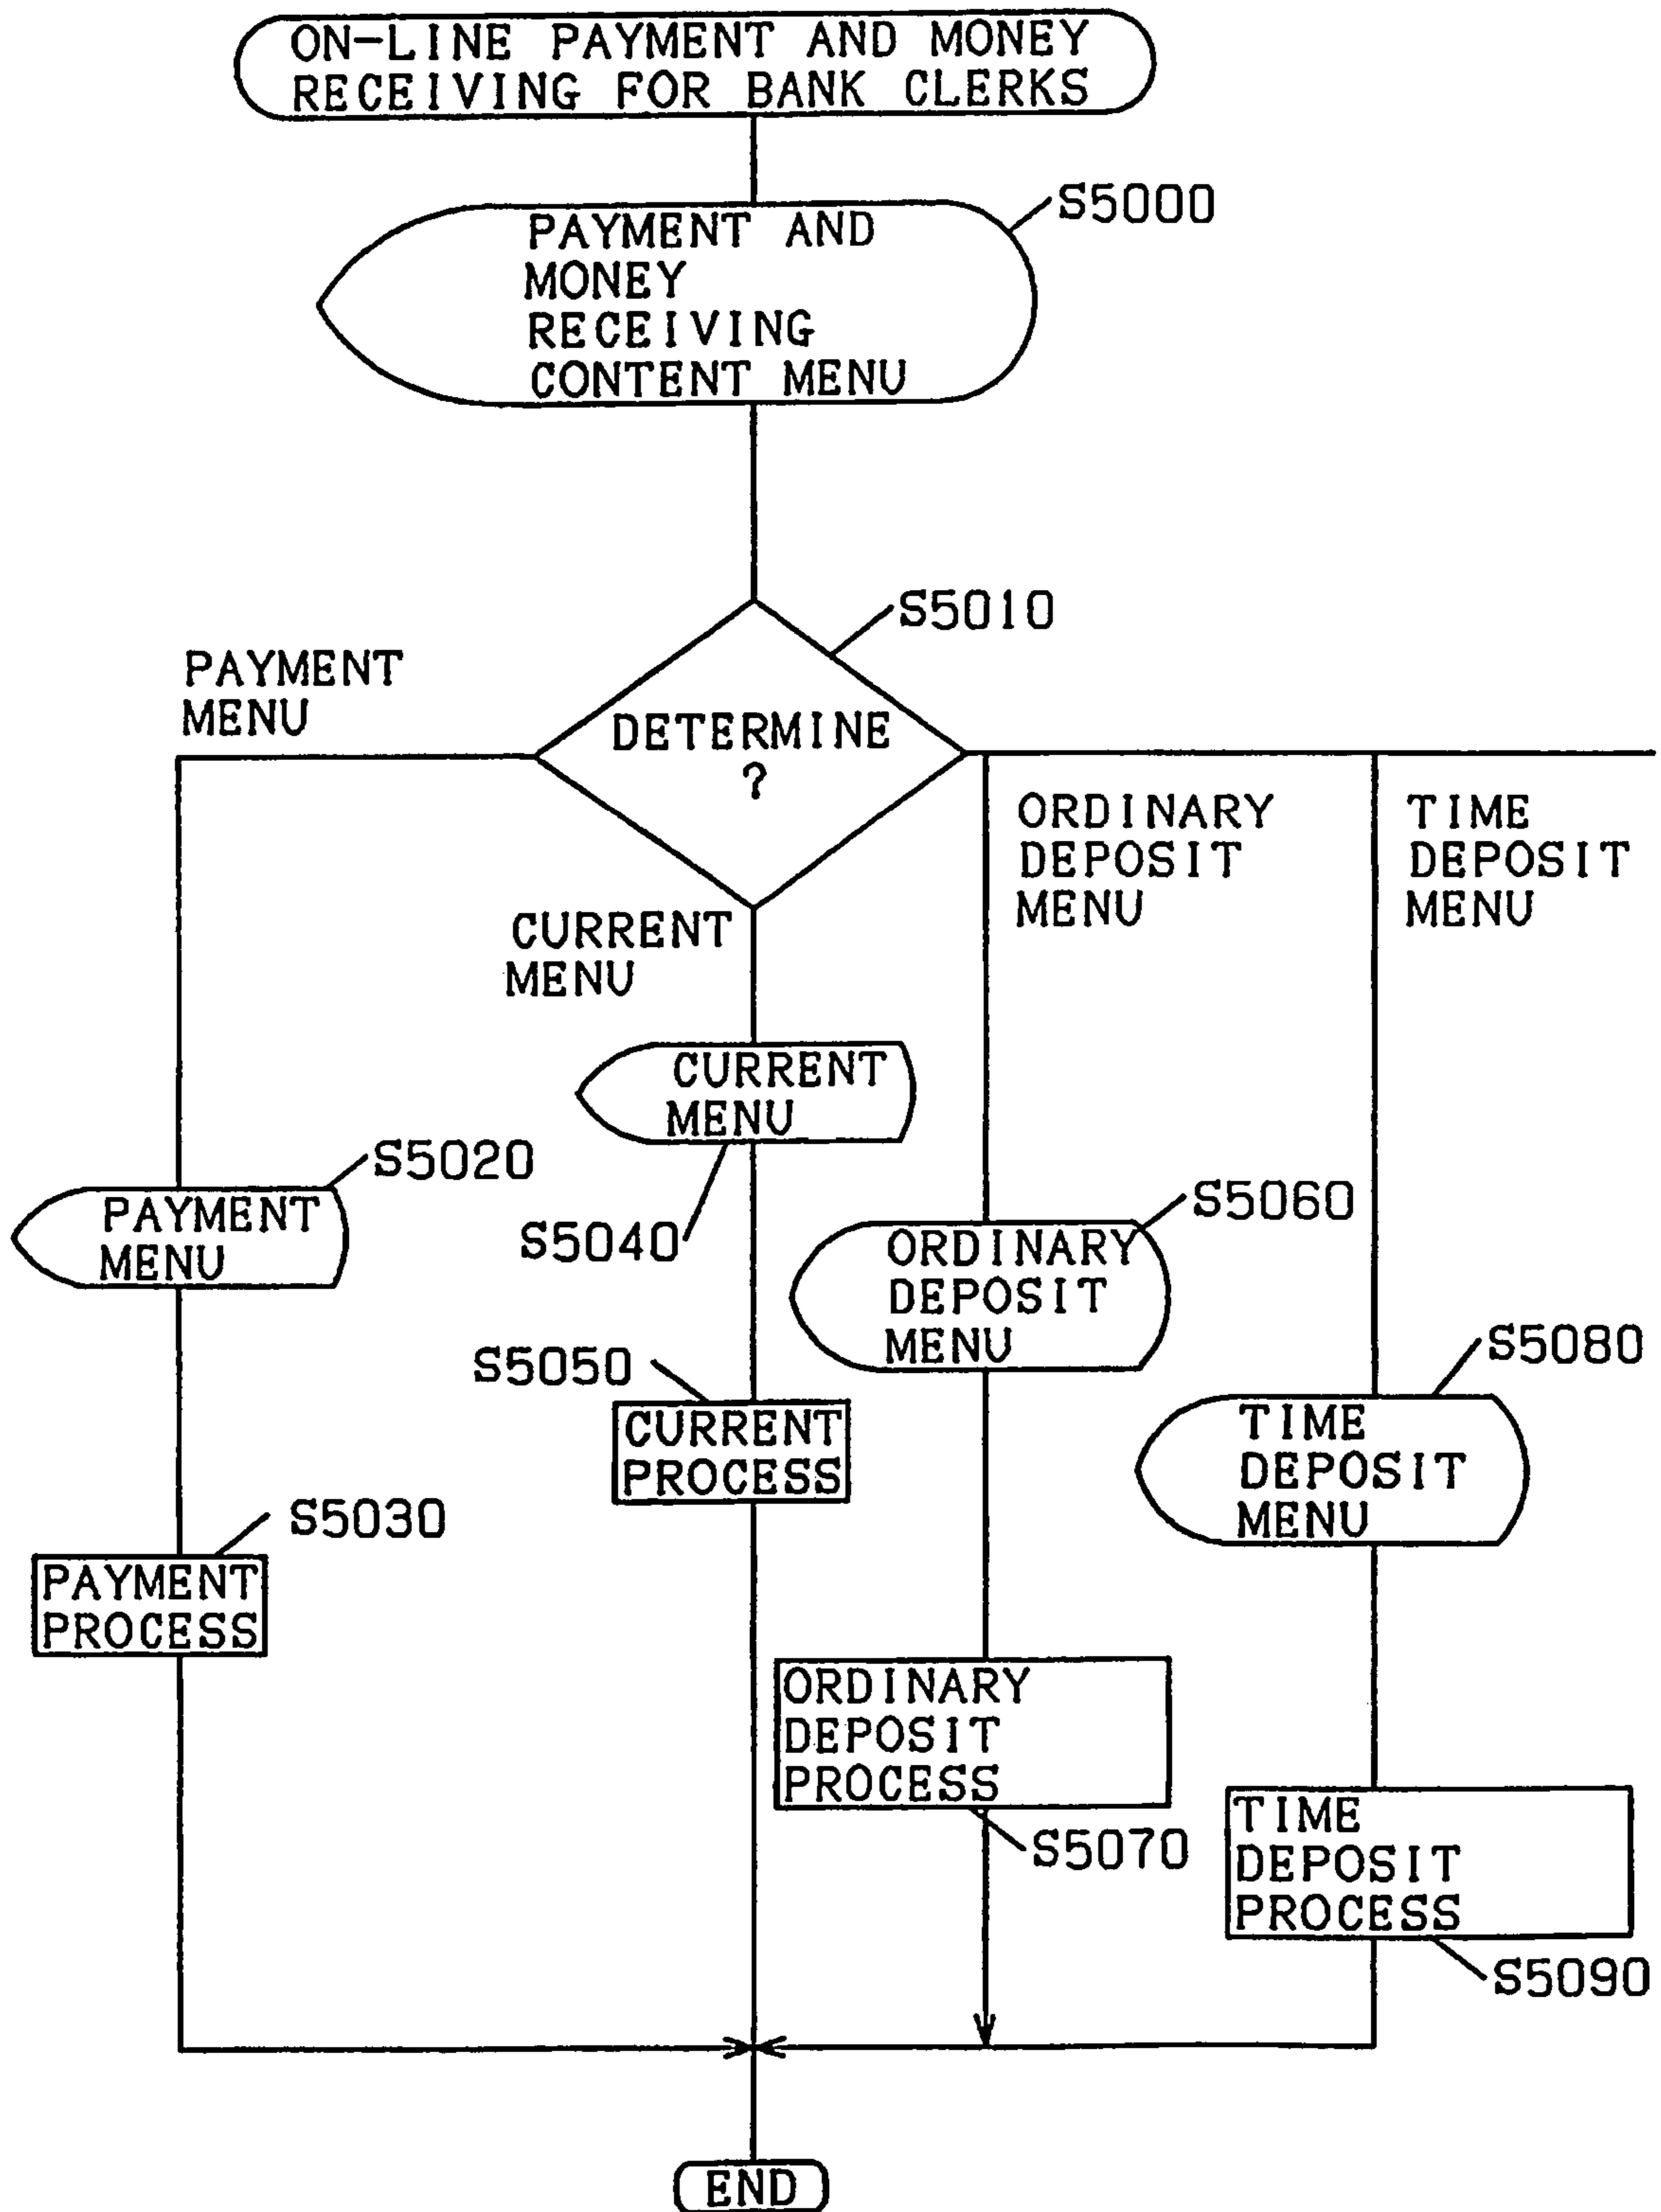 ON-LINE PAYMENT AND MONEY
RECEIVING FOR BANK CLERKS
S5000
PAYMENT AND
MONEY
RECEIVING
CONTENT MENU
S5010
PAYMENT
MENU
DETERMINE
?
ORDINARY
DEPOSIT
MENU
TIME
DEPOSIT
MENU
CURRENT
MENU
CURRENT
MENU
S5040
S5020
PAYMENT
MENU
S5060
ORDINARY
DEPOSIT
MENU
S5080
TIME
DEPOSIT
MENU
S5050
CURRENT
PROCESS
S5030
PAYMENT
PROCESS
ORDINARY
DEPOSIT
PROCESS
S5070
TIME
DEPOSIT
PROCESS
S5090
END